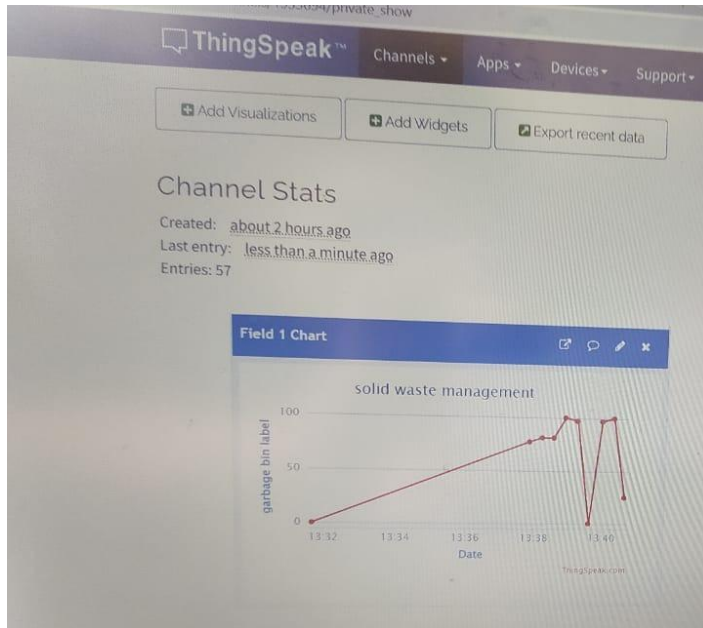 /private_show
ThingSpeak™
Channels
Apps
Devices
Support
Add Visualizations
Add Widgets
Export recent data
Channel Stats
Created: about 2 hours ago
Last entry: less than a minute ago
Entries: 57
Field 1 Chart
solid waste management
garbage bin label
100
50
0
13:32
13:34
13:36
13:38
13:40
Date
ThingSpeak.com